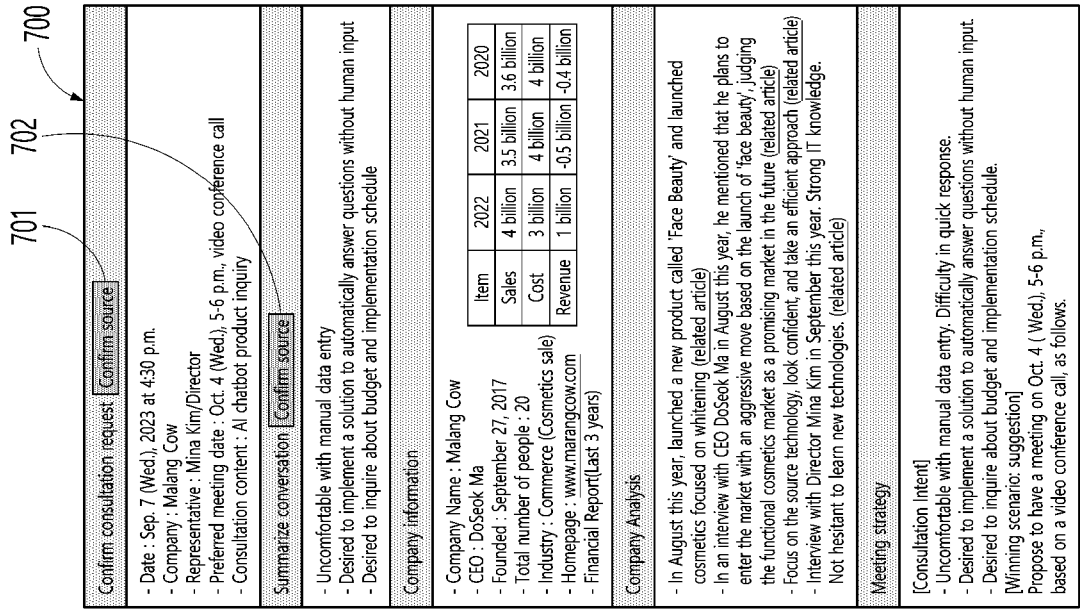 700
702
701
Confirm consultation request Confirm source
- Date : Sep. 7 (Wed.), 2023 at 4:30 p.m.
- Company : Malang Cow
- Representative : Mina Kim/Director
- Preferred meeting date : Oct. 4 (Wed.), 5-6 p.m., video conference call
- Consultation content : AI chatbot product inquiry
Summarize conversation Confirm source
- Uncomfortable with manual data entry
- Desired to implement a solution to automatically answer questions without human input
- Desired to inquire about budget and implementation schedule
Company information
- Company Name : Malang Cow
- CEO : DoSeok Ma
- Founded : September 27, 2017
- Total number of people : 20
- Industry : Commerce (Cosmetics sale)
- Homepage : www.marangcow.com
- Financial Report(Last 3 years)
Item 2022 2021 2020
Sales 4 billion 3.5 billion 3.6 billion
Cost 3 billion 4 billion 4 billion
Revenue 1 billion -0.5 billion -0.4 billion
Company Analysis
- In August this year, launched a new product called 'Face Beauty' and launched
cosmetics focused on whitening (related article)
- In an interview with CEO DoSeok Ma in August this year, he mentioned that he plans to
enter the market with an aggressive move based on the launch of 'face beauty', judging
the functional cosmetics market as a promising market in the future (related article)
- Focus on the source technology, look confident, and take an efficient approach (related article)
- Interview with Director Mina Kim in September this year. Strong IT knowledge.
Not hesitant to learn new technologies. (related article)
Meeting strategy
[Consultation Intent]
- Uncomfortable with manual data entry. Difficulty in quick response.
- Desired to implement a solution to automatically answer questions without human input.
- Desired to inquire about budget and implementation schedule.
[Winning scenario: suggestion]
Propose to have a meeting on Oct. 4 ( Wed.), 5-6 p.m.,
based on a video conference call, as follows.